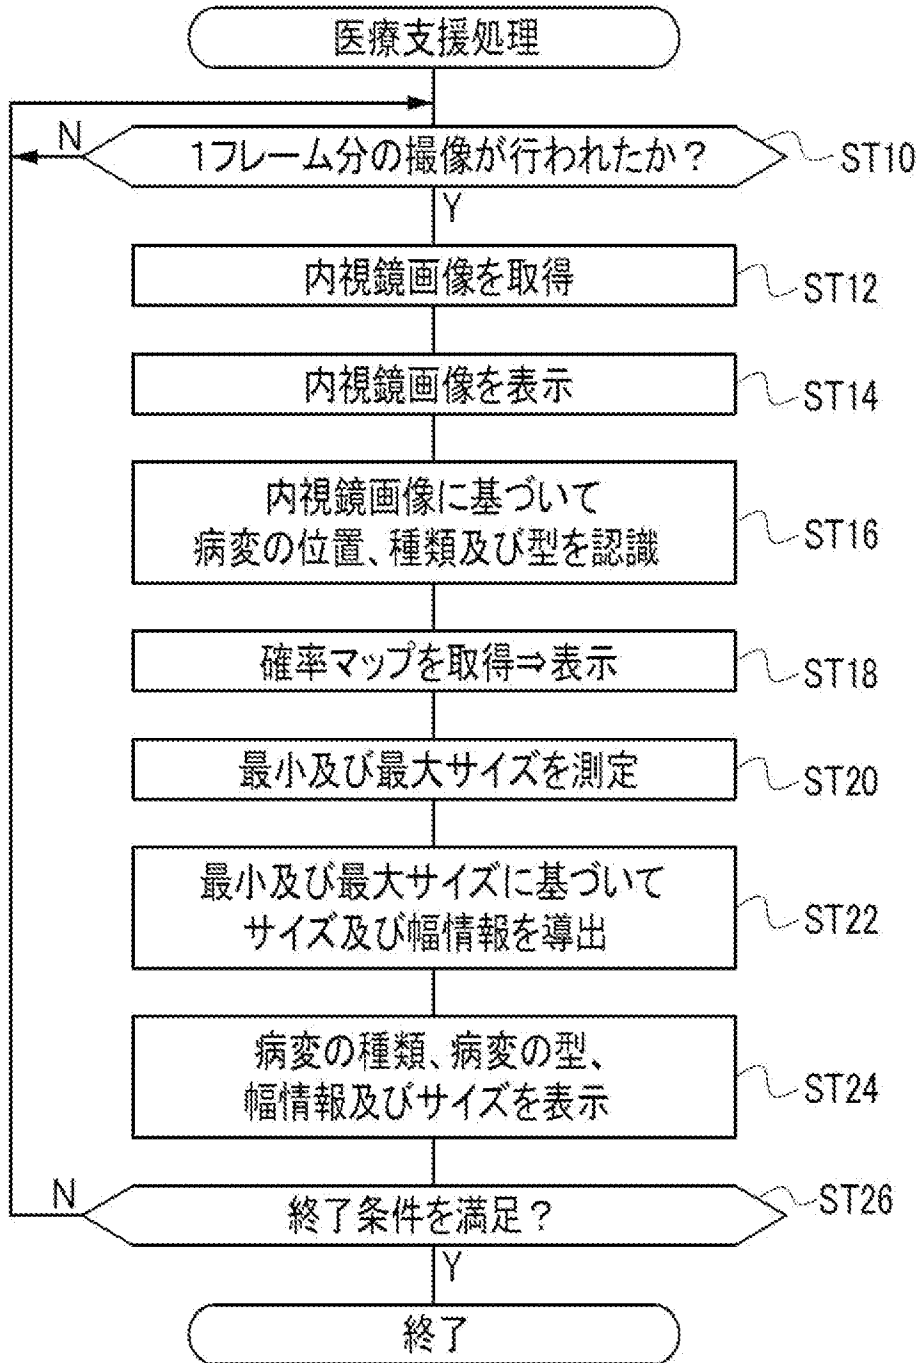 医療支援処理
N
1フレーム分の撮像が行われたか？
ST10
Y
内視鏡画像を取得
ST12
内視鏡画像を表示
ST14
内視鏡画像に基づいて
病変の位置、種類及び型を認識
ST16
確率マップを取得⇒表示
ST18
最小及び最大サイズを測定
ST20
最小及び最大サイズに基づいて
サイズ及び幅情報を導出
ST22
病変の種類、病変の型、
幅情報及びサイズを表示
ST24
N
終了条件を満足？
ST26
Y
終了